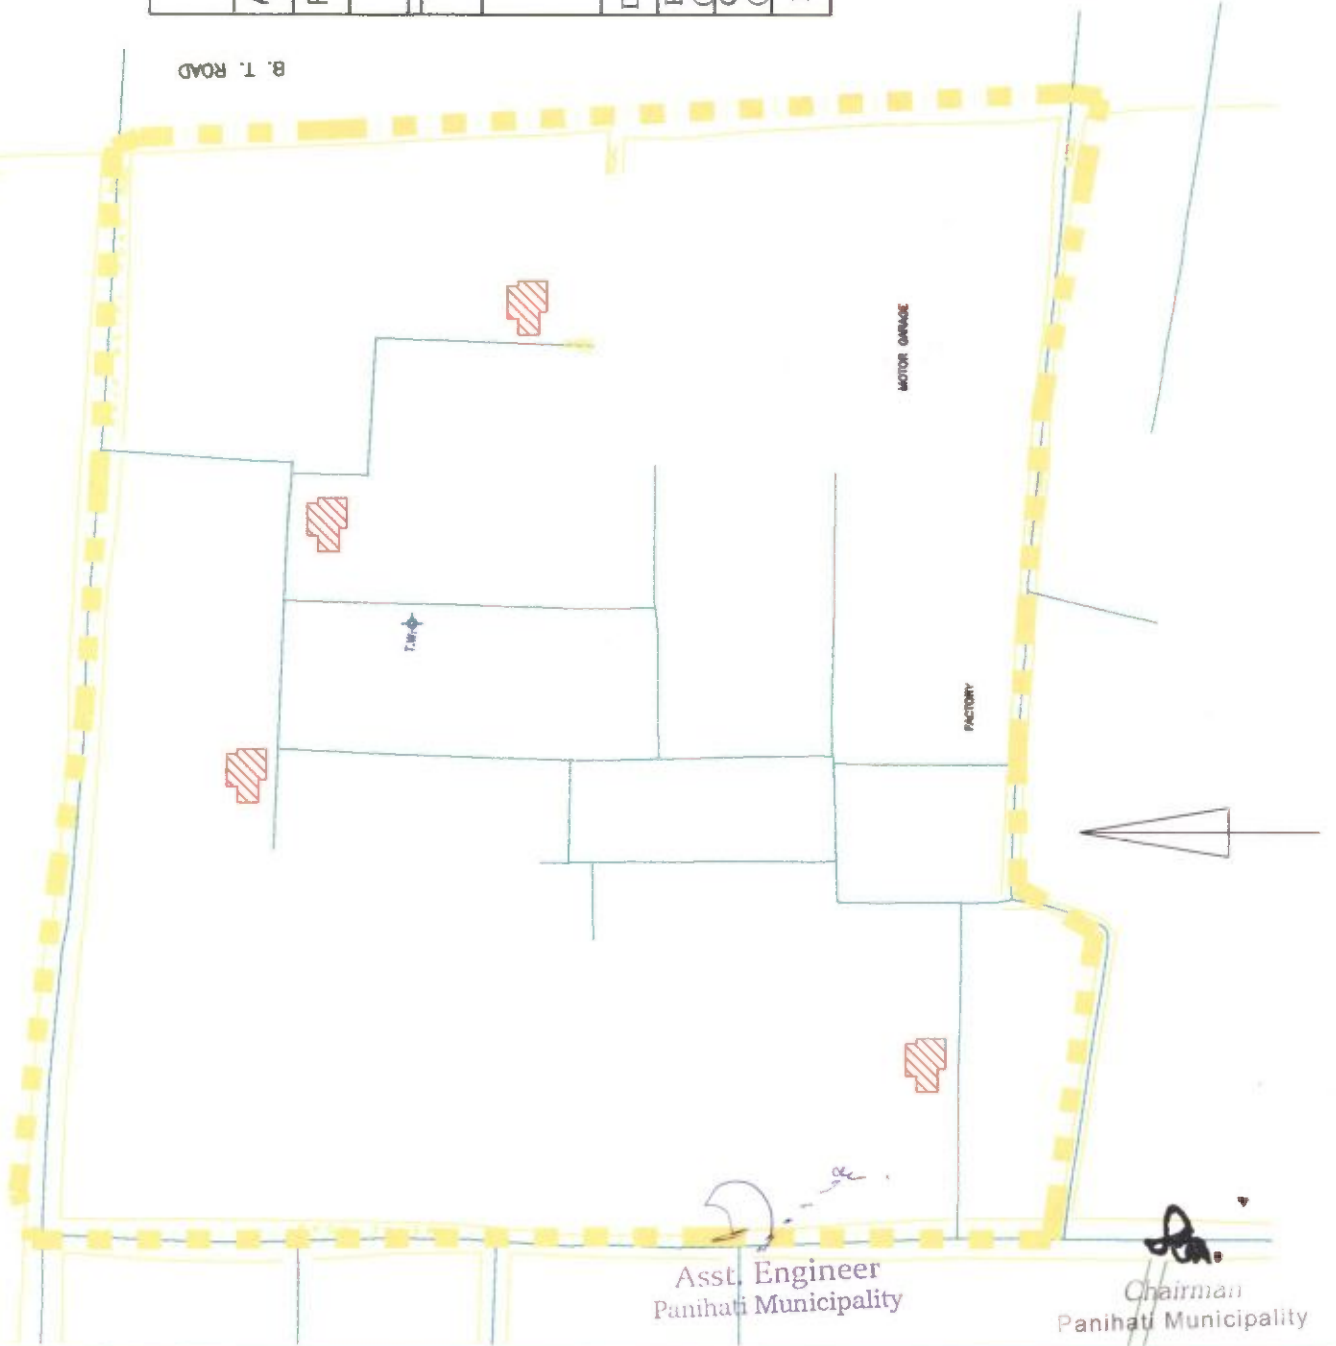 B. T. ROAD
MOTOR GARAGE
T.W.
FACTORY
Asst. Engineer
Panihati Municipality
Chairman
Panihati Municipality